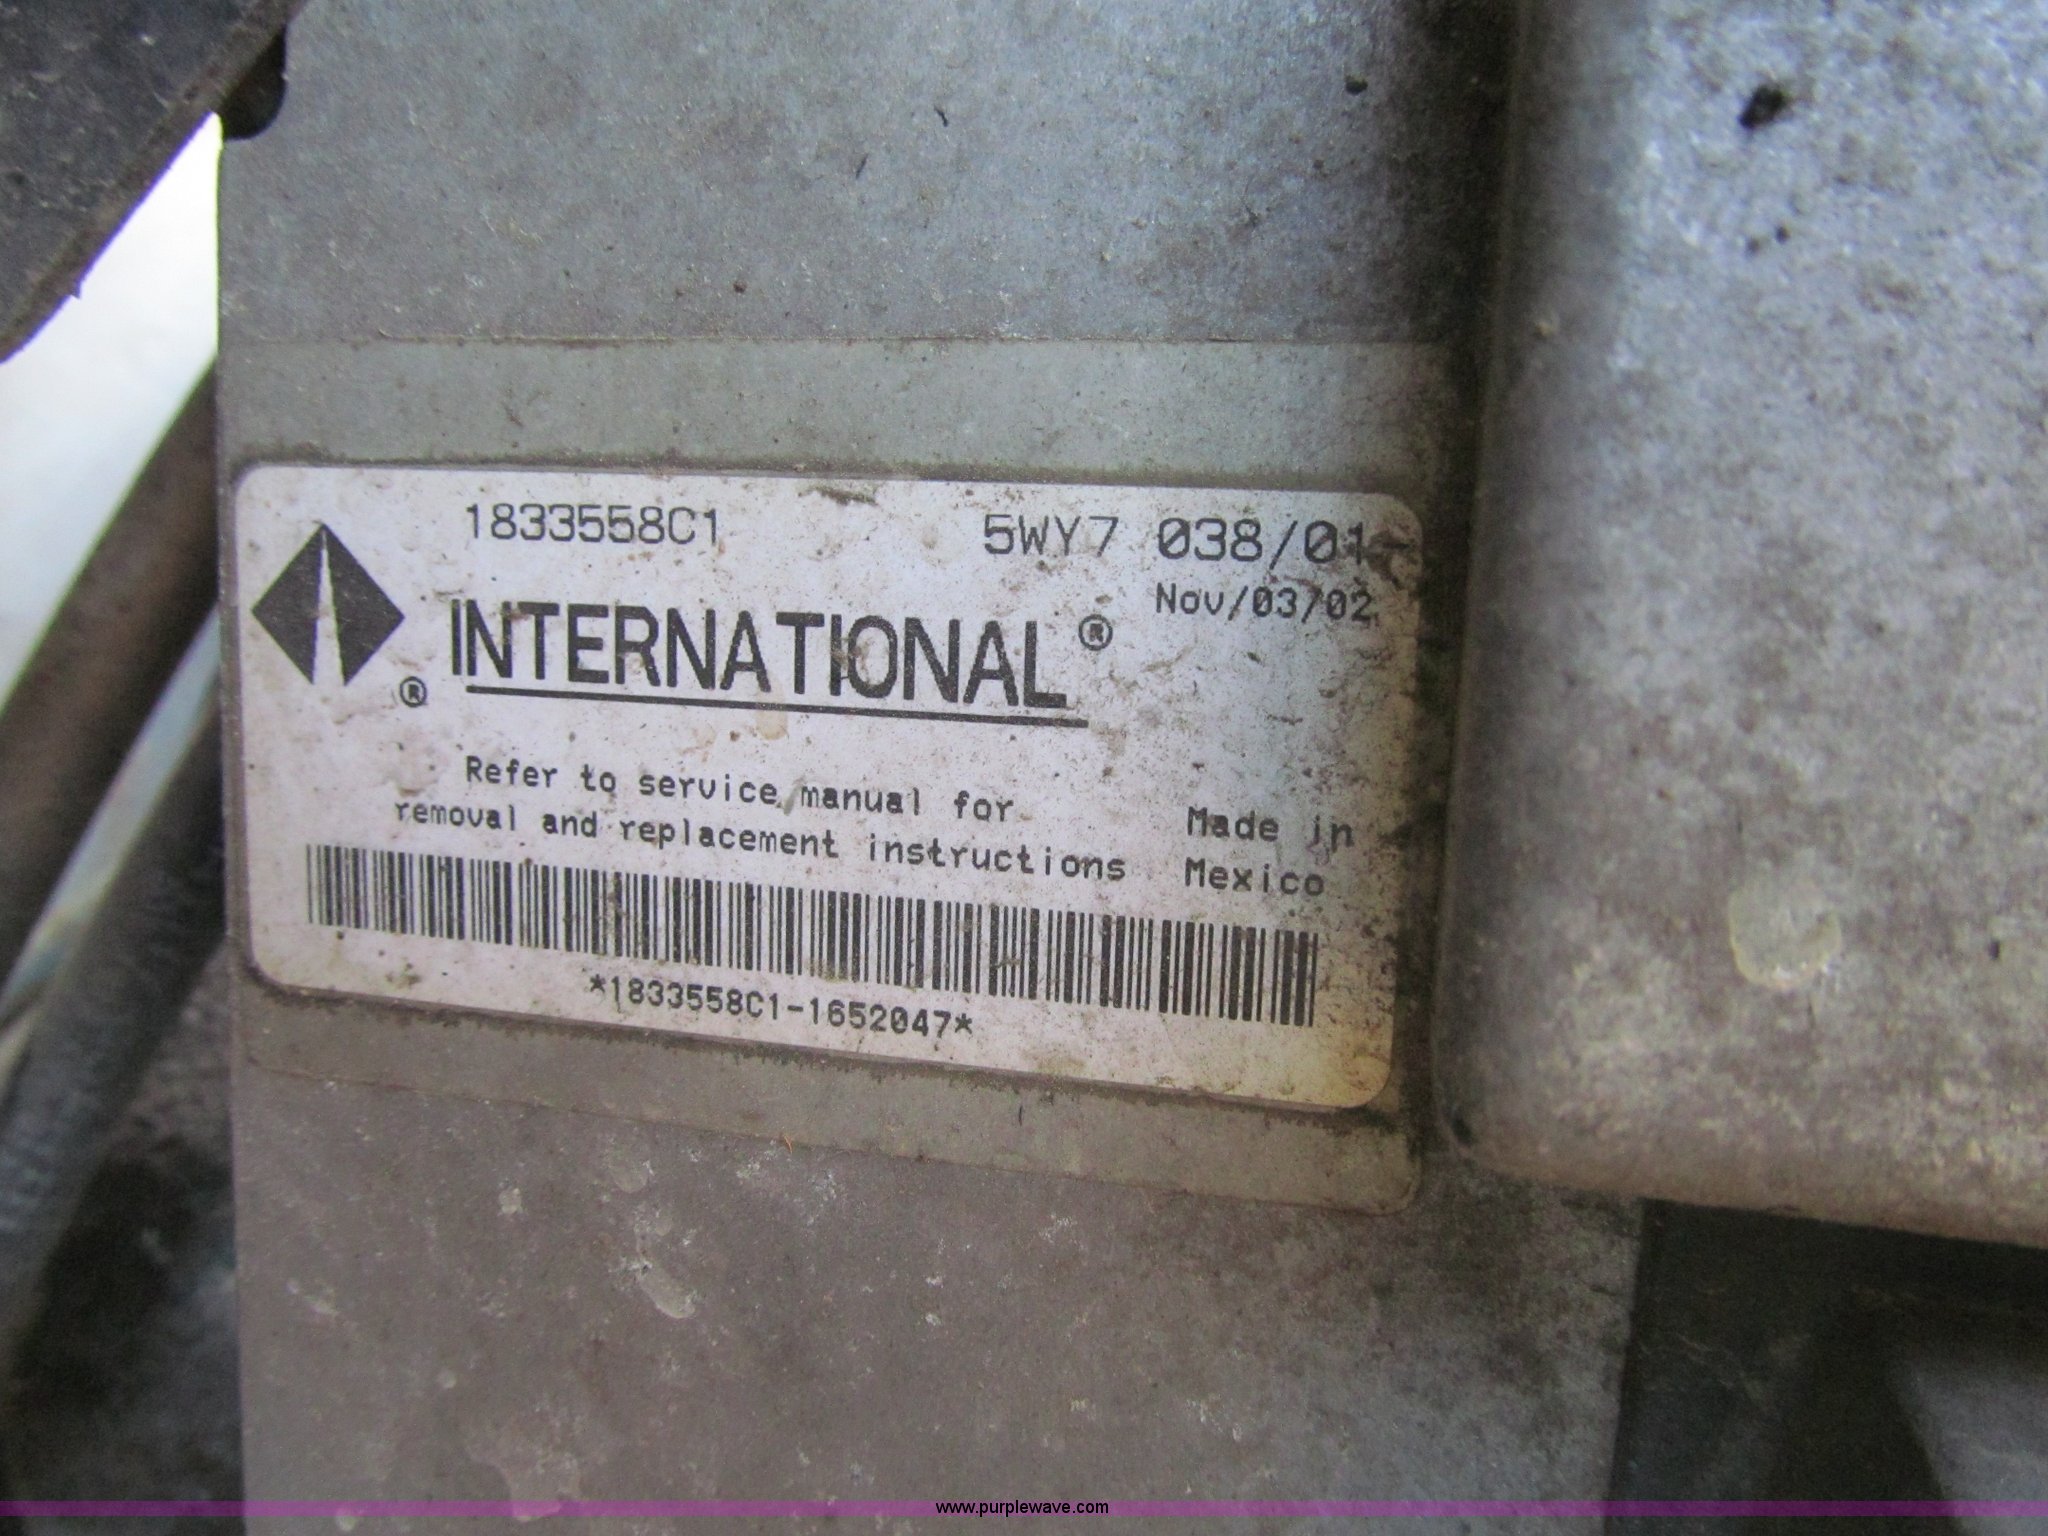 1833558C1 5WY7 038/01-
Nov/03/02
INTERNATIONAL®
®
Refer to service manual for
removal and replacement instructions
Made in
Mexico
*1833558C1-1652047*
www.purplewave.com